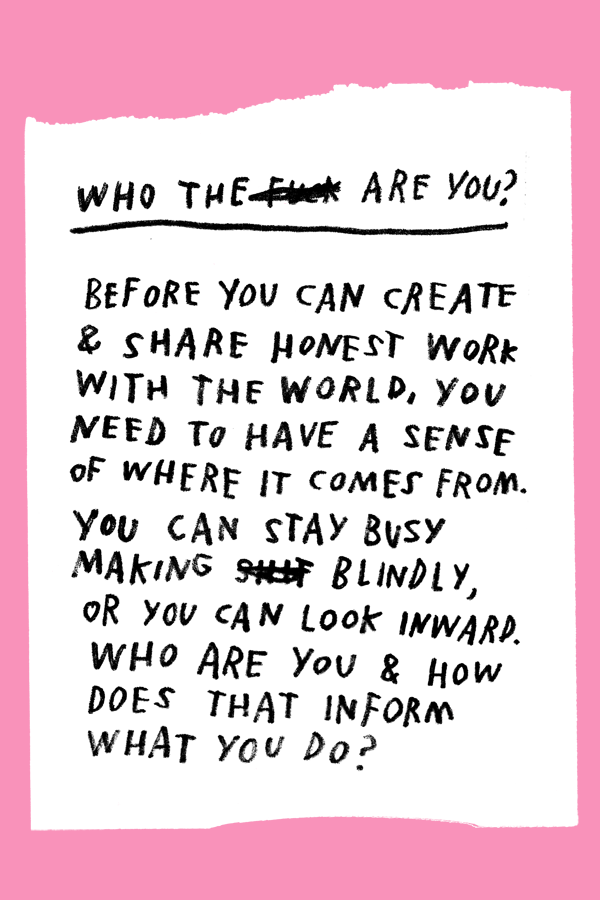 WHO THE FUCK ARE YOU?
BEFORE YOU CAN CREATE
& SHARE HONEST WORK
WITH THE WORLD, YOU
NEED TO HAVE A SENSE
OF WHERE IT COMES FROM.
YOU CAN STAY BUSY
MAKING SHIT BLINDLY,
OR YOU CAN LOOK INWARD.
WHO ARE YOU & HOW
DOES THAT INFORM
WHAT YOU DO?